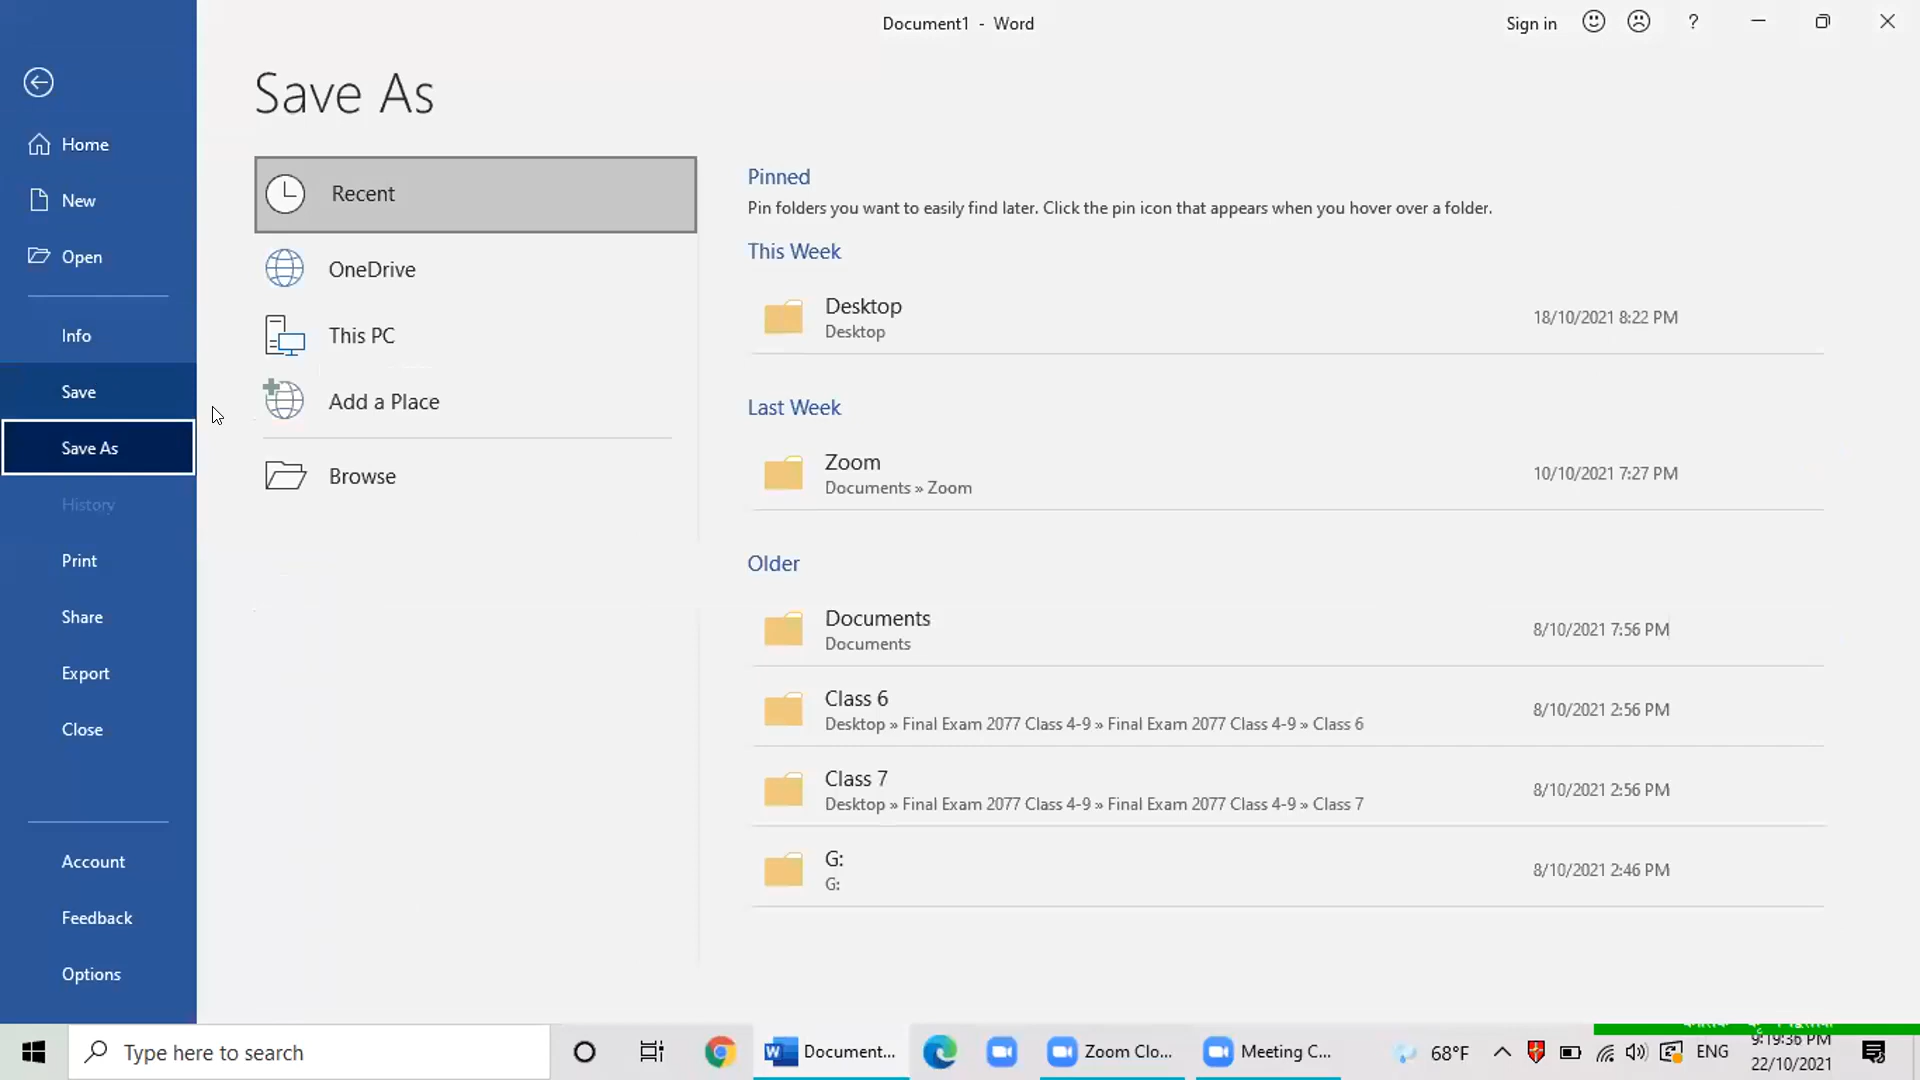 Document1 - Word
Sign in
?
Save As
Home
New
Open
Info
Save
Save As
History
Print
Share
Export
Close
Account
Feedback
Options
Recent
OneDrive
This PC
Add a Place
Browse
Pinned
Pin folders you want to easily find later. Click the pin icon that appears when you hover over a folder.
This Week
Desktop
Desktop
18/10/2021 8:22 PM
Last Week
Zoom
Documents » Zoom
10/10/2021 7:27 PM
Older
Documents
Documents
8/10/2021 7:56 PM
Class 6
Desktop » Final Exam 2077 Class 4-9 » Final Exam 2077 Class 4-9 » Class 6
8/10/2021 2:56 PM
Class 7
Desktop » Final Exam 2077 Class 4-9 » Final Exam 2077 Class 4-9 » Class 7
8/10/2021 2:56 PM
G:
G:
8/10/2021 2:46 PM
Type here to search
Document...
Zoom Clo...
Meeting C...
68°F
ENG
9:19:36 PM
22/10/2021